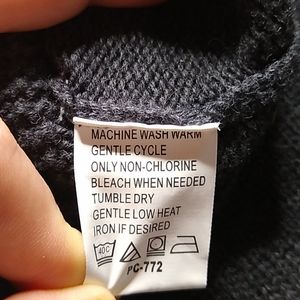 MACHINE WASH WARM
GENTLE CYCLE
ONLY NON-CHLORINE
BLEACH WHEN NEEDED
TUMBLE DRY
GENTLE LOW HEAT
IRON IF DESIRED
40C
PC-772